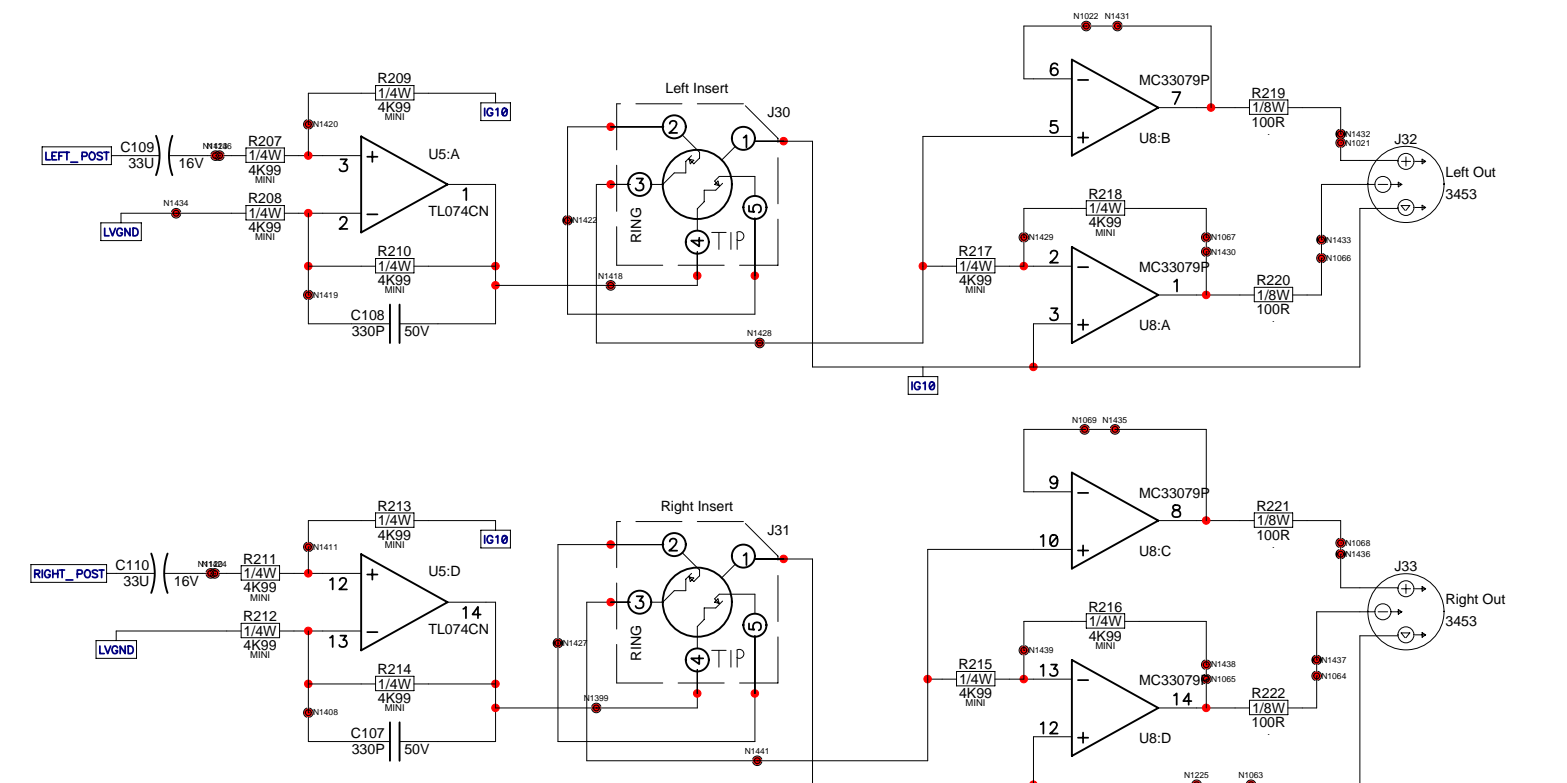 N1022 N1431
6
MC33079P
7
5
U8:B
R219
1/8W
100R
N1432
N1021
J32
Left Out
3453
R209
1/4W
4K99
MINI
IG10
N1420
LEFT_POST
C109
33U
16V
R207
1/4W
4K99
MINI
3
U5:A
1
2
TL074CN
R208
1/4W
4K99
MINI
N1434
LVGND
R210
1/4W
4K99
MINI
N1419
C108
330P
50V
Left Insert
J30
2
1
3
RING
5
4
TIP
N1422
N1418
N1428
R218
1/4W
4K99
MINI
N1429
N1067
N1430
R217
1/4W
4K99
MINI
2
MC33079P
1
3
U8:A
R220
1/8W
100R
N1433
N1066
IG10
N1069 N1435
9
MC33079P
8
10
U8:C
R221
1/8W
100R
N1068
N1436
J33
Right Out
3453
R213
1/4W
4K99
MINI
IG10
N1411
RIGHT_POST
C110
33U
16V
R211
1/4W
4K99
MINI
12
U5:D
14
13
TL074CN
R212
1/4W
4K99
MINI
LVGND
R214
1/4W
4K99
MINI
N1408
C107
330P
50V
Right Insert
J31
2
1
3
RING
5
4
TIP
N1427
N1399
N1441
R216
1/4W
4K99
MINI
N1439
N1438
N1065
R215
1/4W
4K99
MINI
13
MC33079P
14
12
U8:D
R222
1/8W
100R
N1437
N1064
N1225 N1063